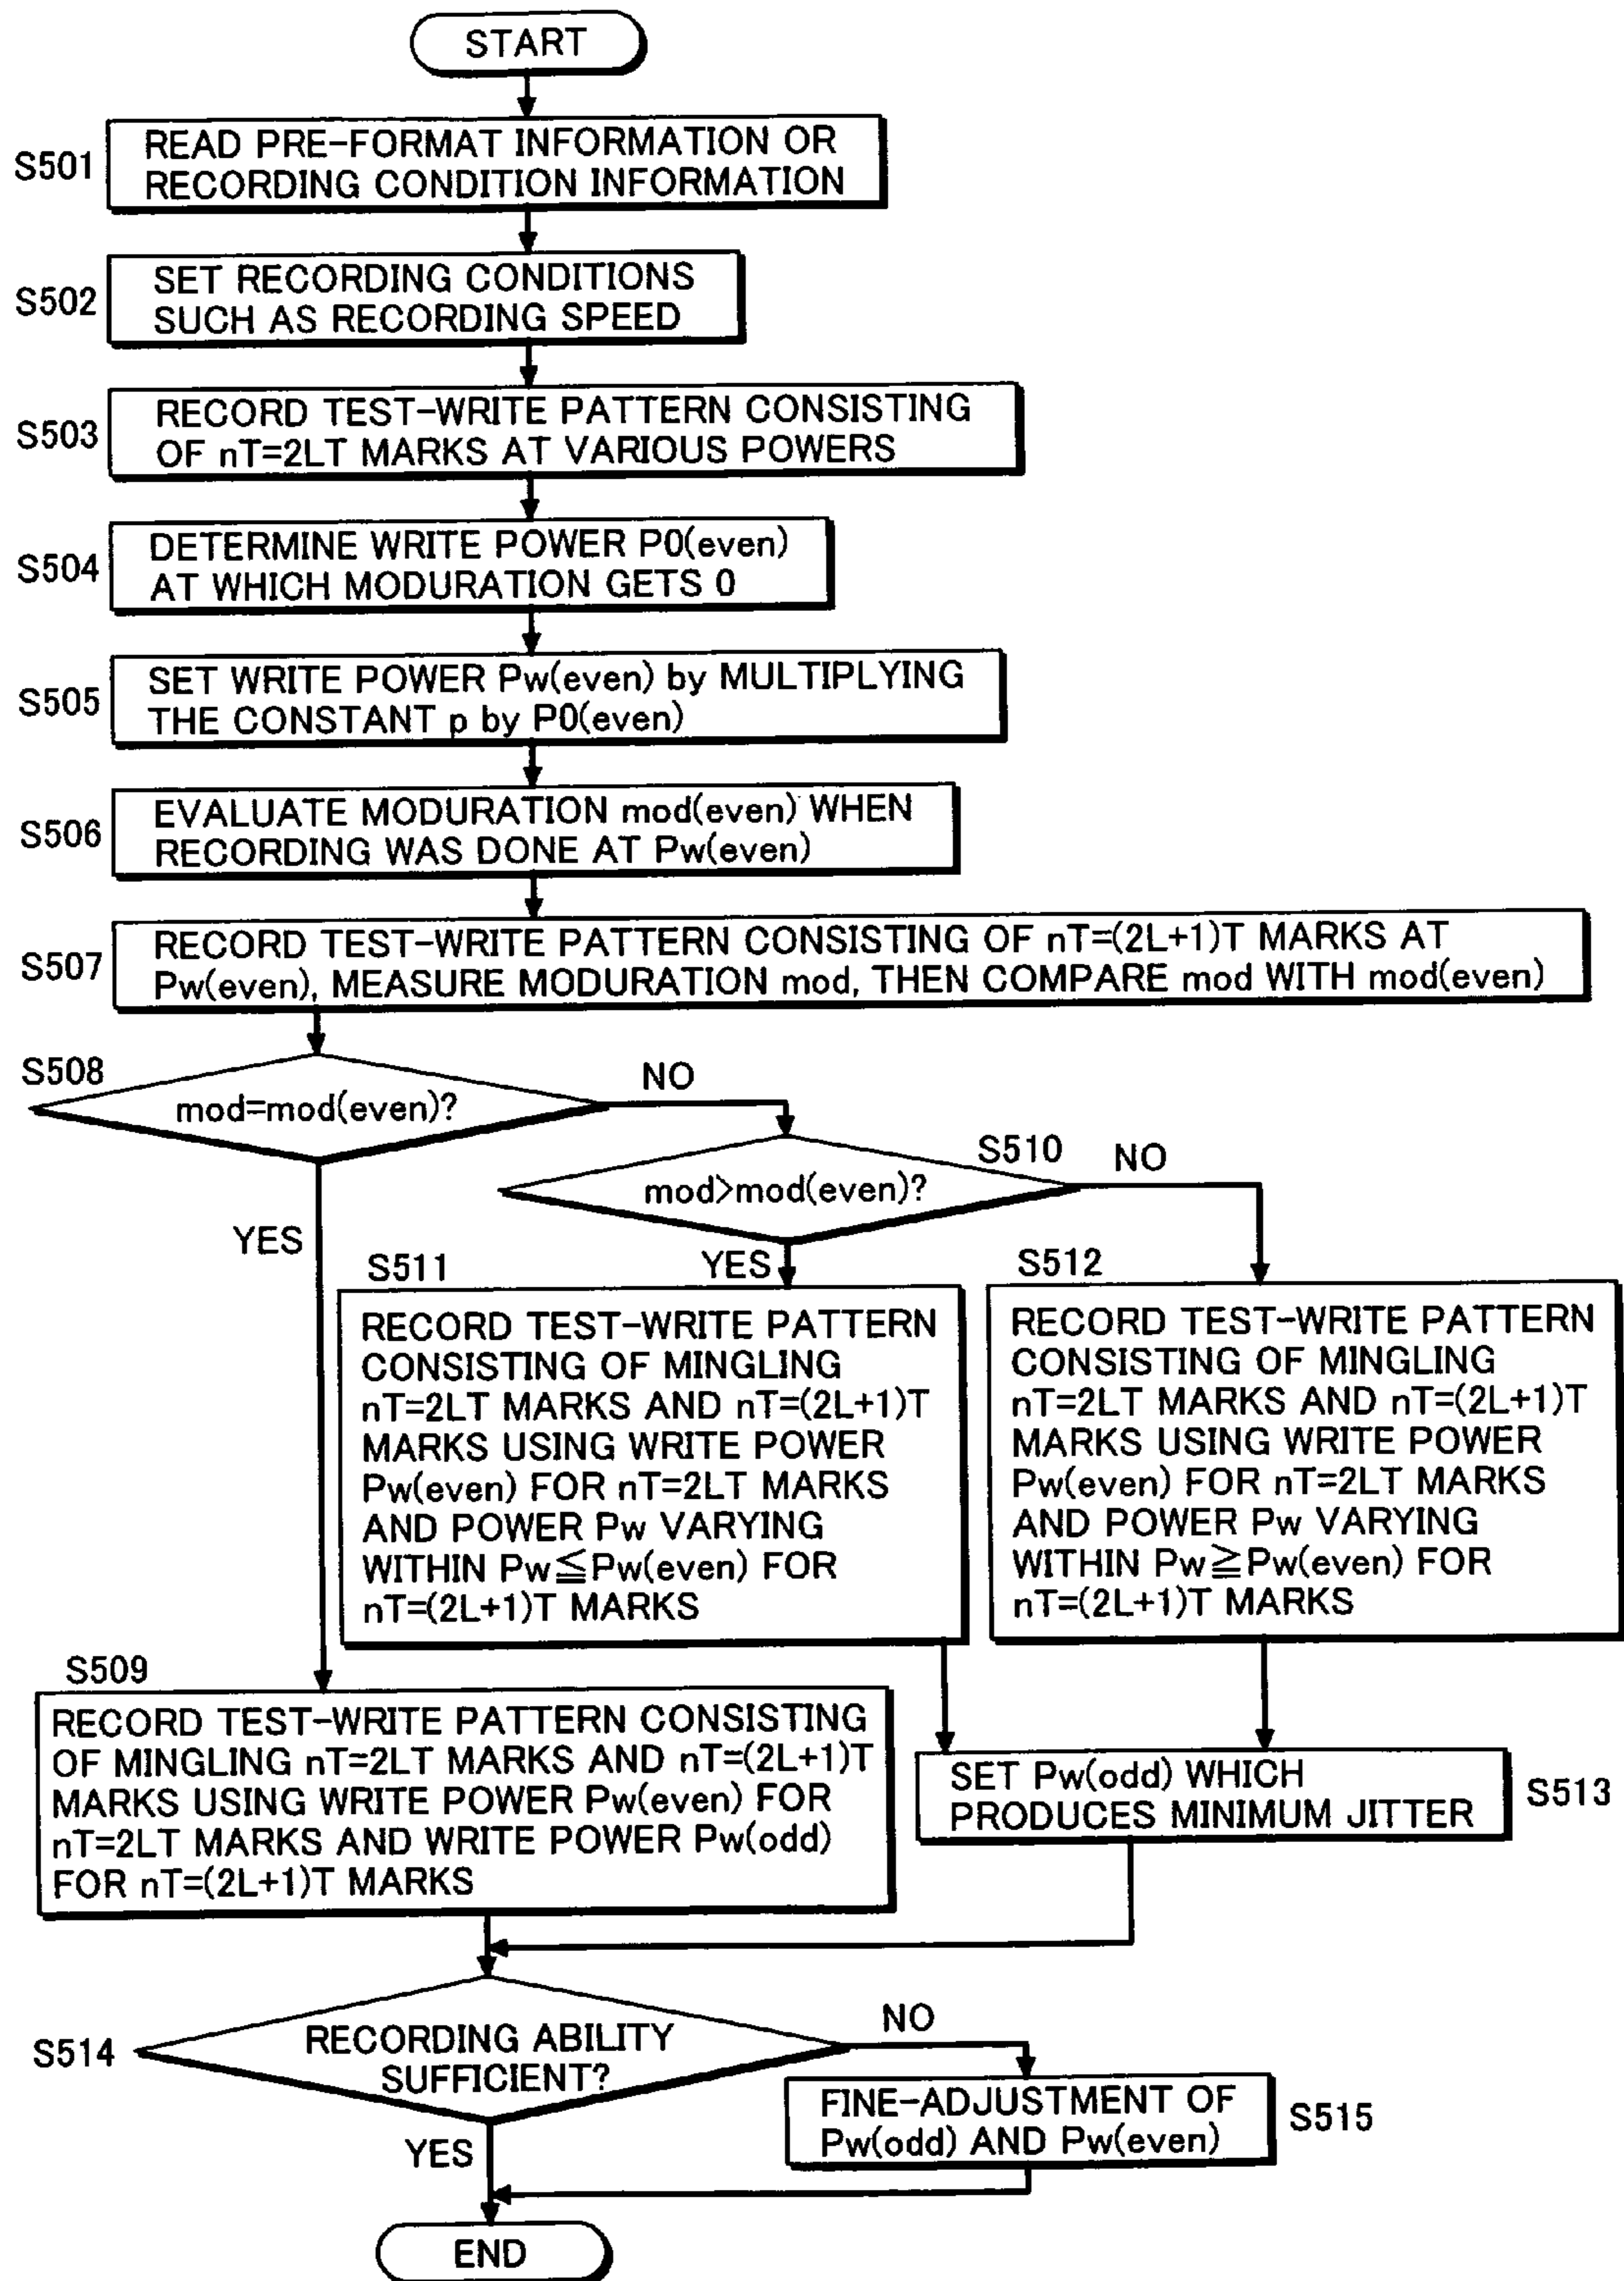 START
S501
READ PRE-FORMAT INFORMATION OR
RECORDING CONDITION INFORMATION
S502
SET RECORDING CONDITIONS
SUCH AS RECORDING SPEED
S503
RECORD TEST-WRITE PATTERN CONSISTING
OF nT=2LT MARKS AT VARIOUS POWERS
S504
DETERMINE WRITE POWER P0(even)
AT WHICH MODURATION GETS 0
S505
SET WRITE POWER Pw(even) by MULTIPLYING
THE CONSTANT p by P0(even)
S506
EVALUATE MODURATION mod(even) WHEN
RECORDING WAS DONE AT Pw(even)
S507
RECORD TEST-WRITE PATTERN CONSISTING OF nT=(2L+1)T MARKS AT
Pw(even), MEASURE MODURATION mod, THEN COMPARE mod WITH mod(even)
S508
mod=mod(even)?
NO
YES
S510
mod>mod(even)?
NO
YES
S511
RECORD TEST-WRITE PATTERN
CONSISTING OF MINGLING
nT=2LT MARKS AND nT=(2L+1)T
MARKS USING WRITE POWER
Pw(even) FOR nT=2LT MARKS
AND POWER Pw VARYING
WITHIN Pw≦Pw(even) FOR
nT=(2L+1)T MARKS
S512
RECORD TEST-WRITE PATTERN
CONSISTING OF MINGLING
nT=2LT MARKS AND nT=(2L+1)T
MARKS USING WRITE POWER
Pw(even) FOR nT=2LT MARKS
AND POWER Pw VARYING
WITHIN Pw≧Pw(even) FOR
nT=(2L+1)T MARKS
S509
RECORD TEST-WRITE PATTERN CONSISTING
OF MINGLING nT=2LT MARKS AND nT=(2L+1)T
MARKS USING WRITE POWER Pw(even) FOR
nT=2LT MARKS AND WRITE POWER Pw(odd)
FOR nT=(2L+1)T MARKS
SET Pw(odd) WHICH
PRODUCES MINIMUM JITTER
S513
S514
RECORDING ABILITY
SUFFICIENT?
NO
YES
FINE-ADJUSTMENT OF
Pw(odd) AND Pw(even)
S515
END